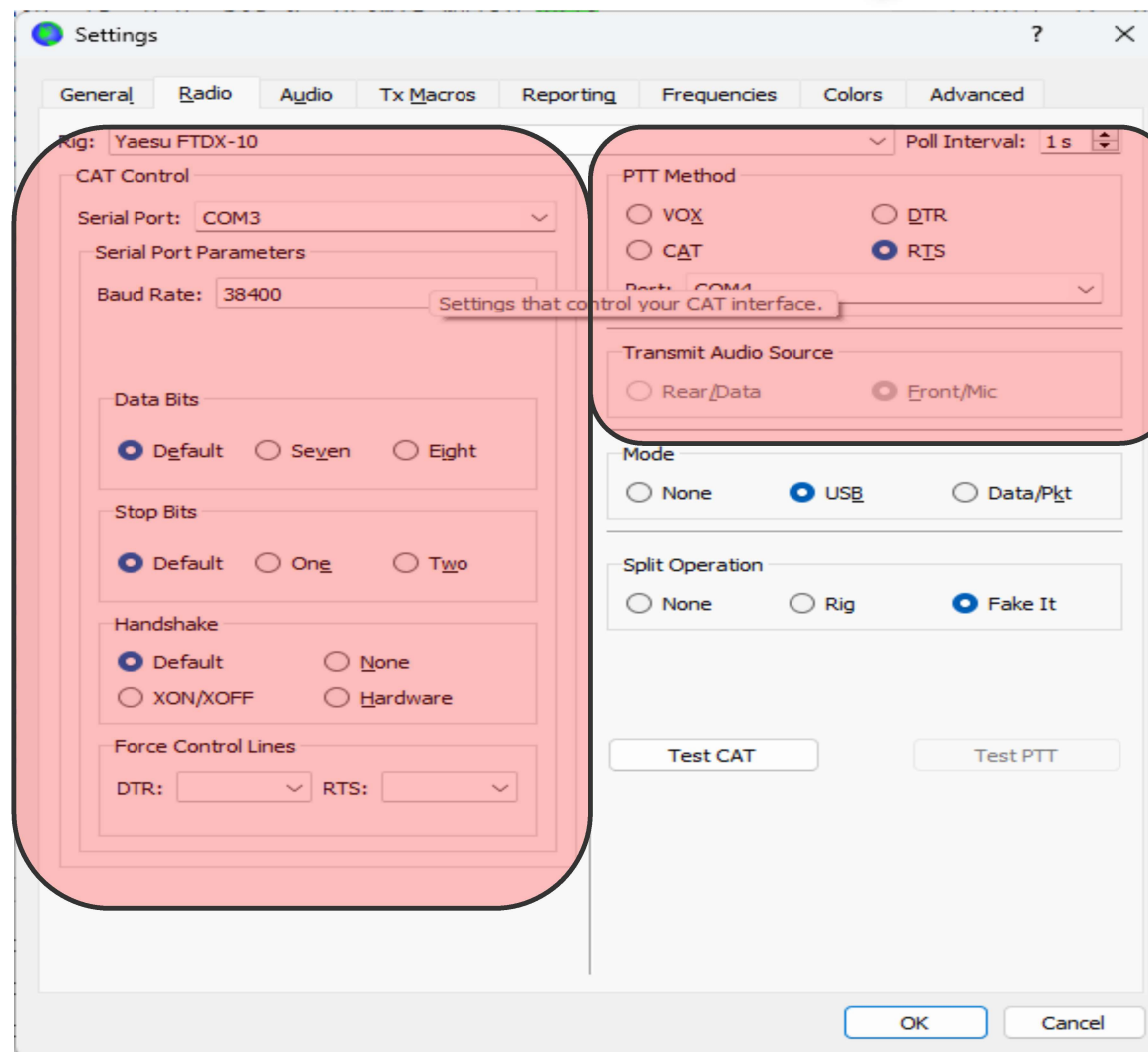 Settings
?
General Radio Audio Tx Macros Reporting Frequencies Colors Advanced
Rig: Yaesu FTDX-10 Poll Interval: 1 s
CAT Control
Serial Port: COM3
Serial Port Parameters
Baud Rate: 38400
Settings that control your CAT interface.
Data Bits
Default Seven Eight
Stop Bits
Default One Two
Handshake
Default None
XON/XOFF Hardware
Force Control Lines
DTR: RTS:
PTT Method
VOX DTR
CAT RTS
Port: COM4
Transmit Audio Source
Rear/Data Front/Mic
Mode
None USB Data/Pkt
Split Operation
None Rig Fake It
Test CAT Test PTT
OK Cancel